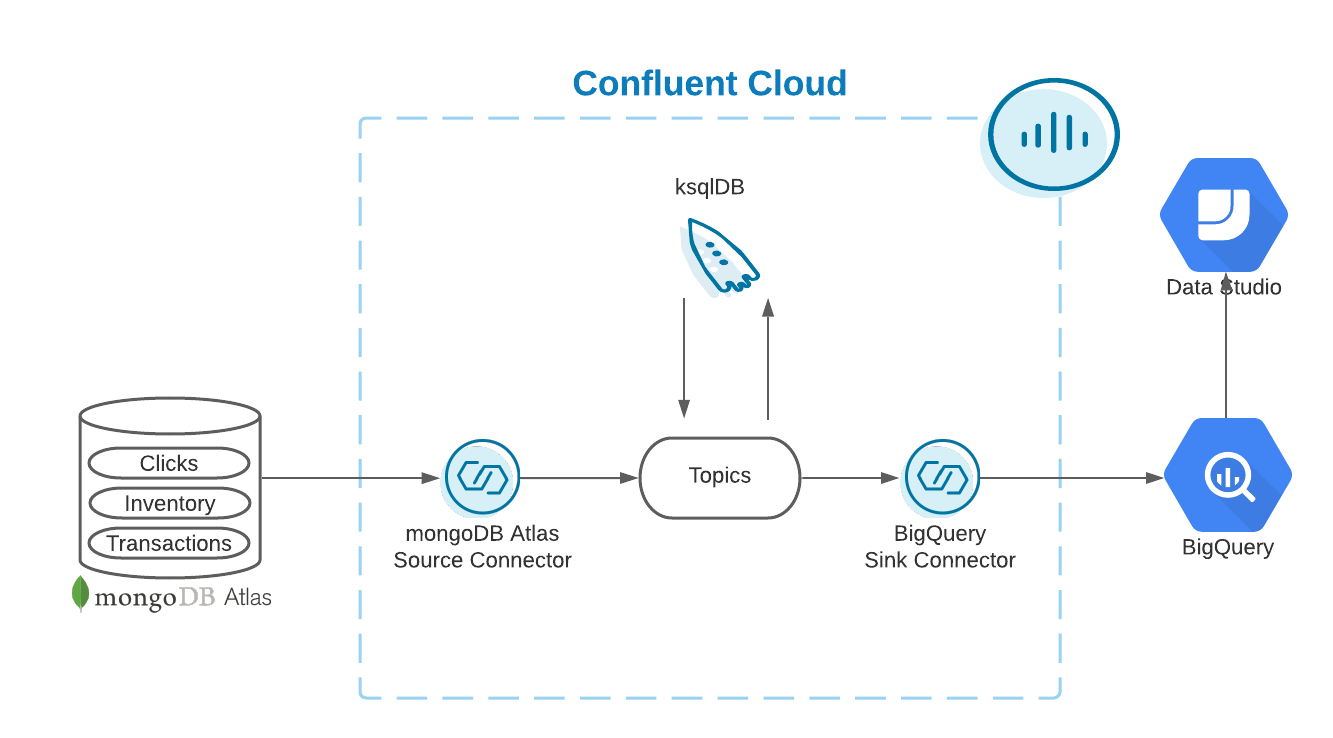 Confluent Cloud
ksqlDB
Data Studio
Clicks
Inventory
Transactions
mongoDB Atlas
mongoDB Atlas
Source Connector
Topics
BigQuery
Sink Connector
BigQuery